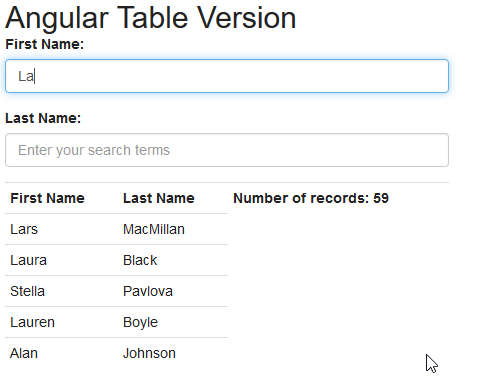 Angular Table Version
First Name:
La
Last Name:
Enter your search terms
First Name Last Name Number of records: 59
Lars MacMillan
Laura Black
Stella Pavlova
Lauren Boyle
Alan Johnson